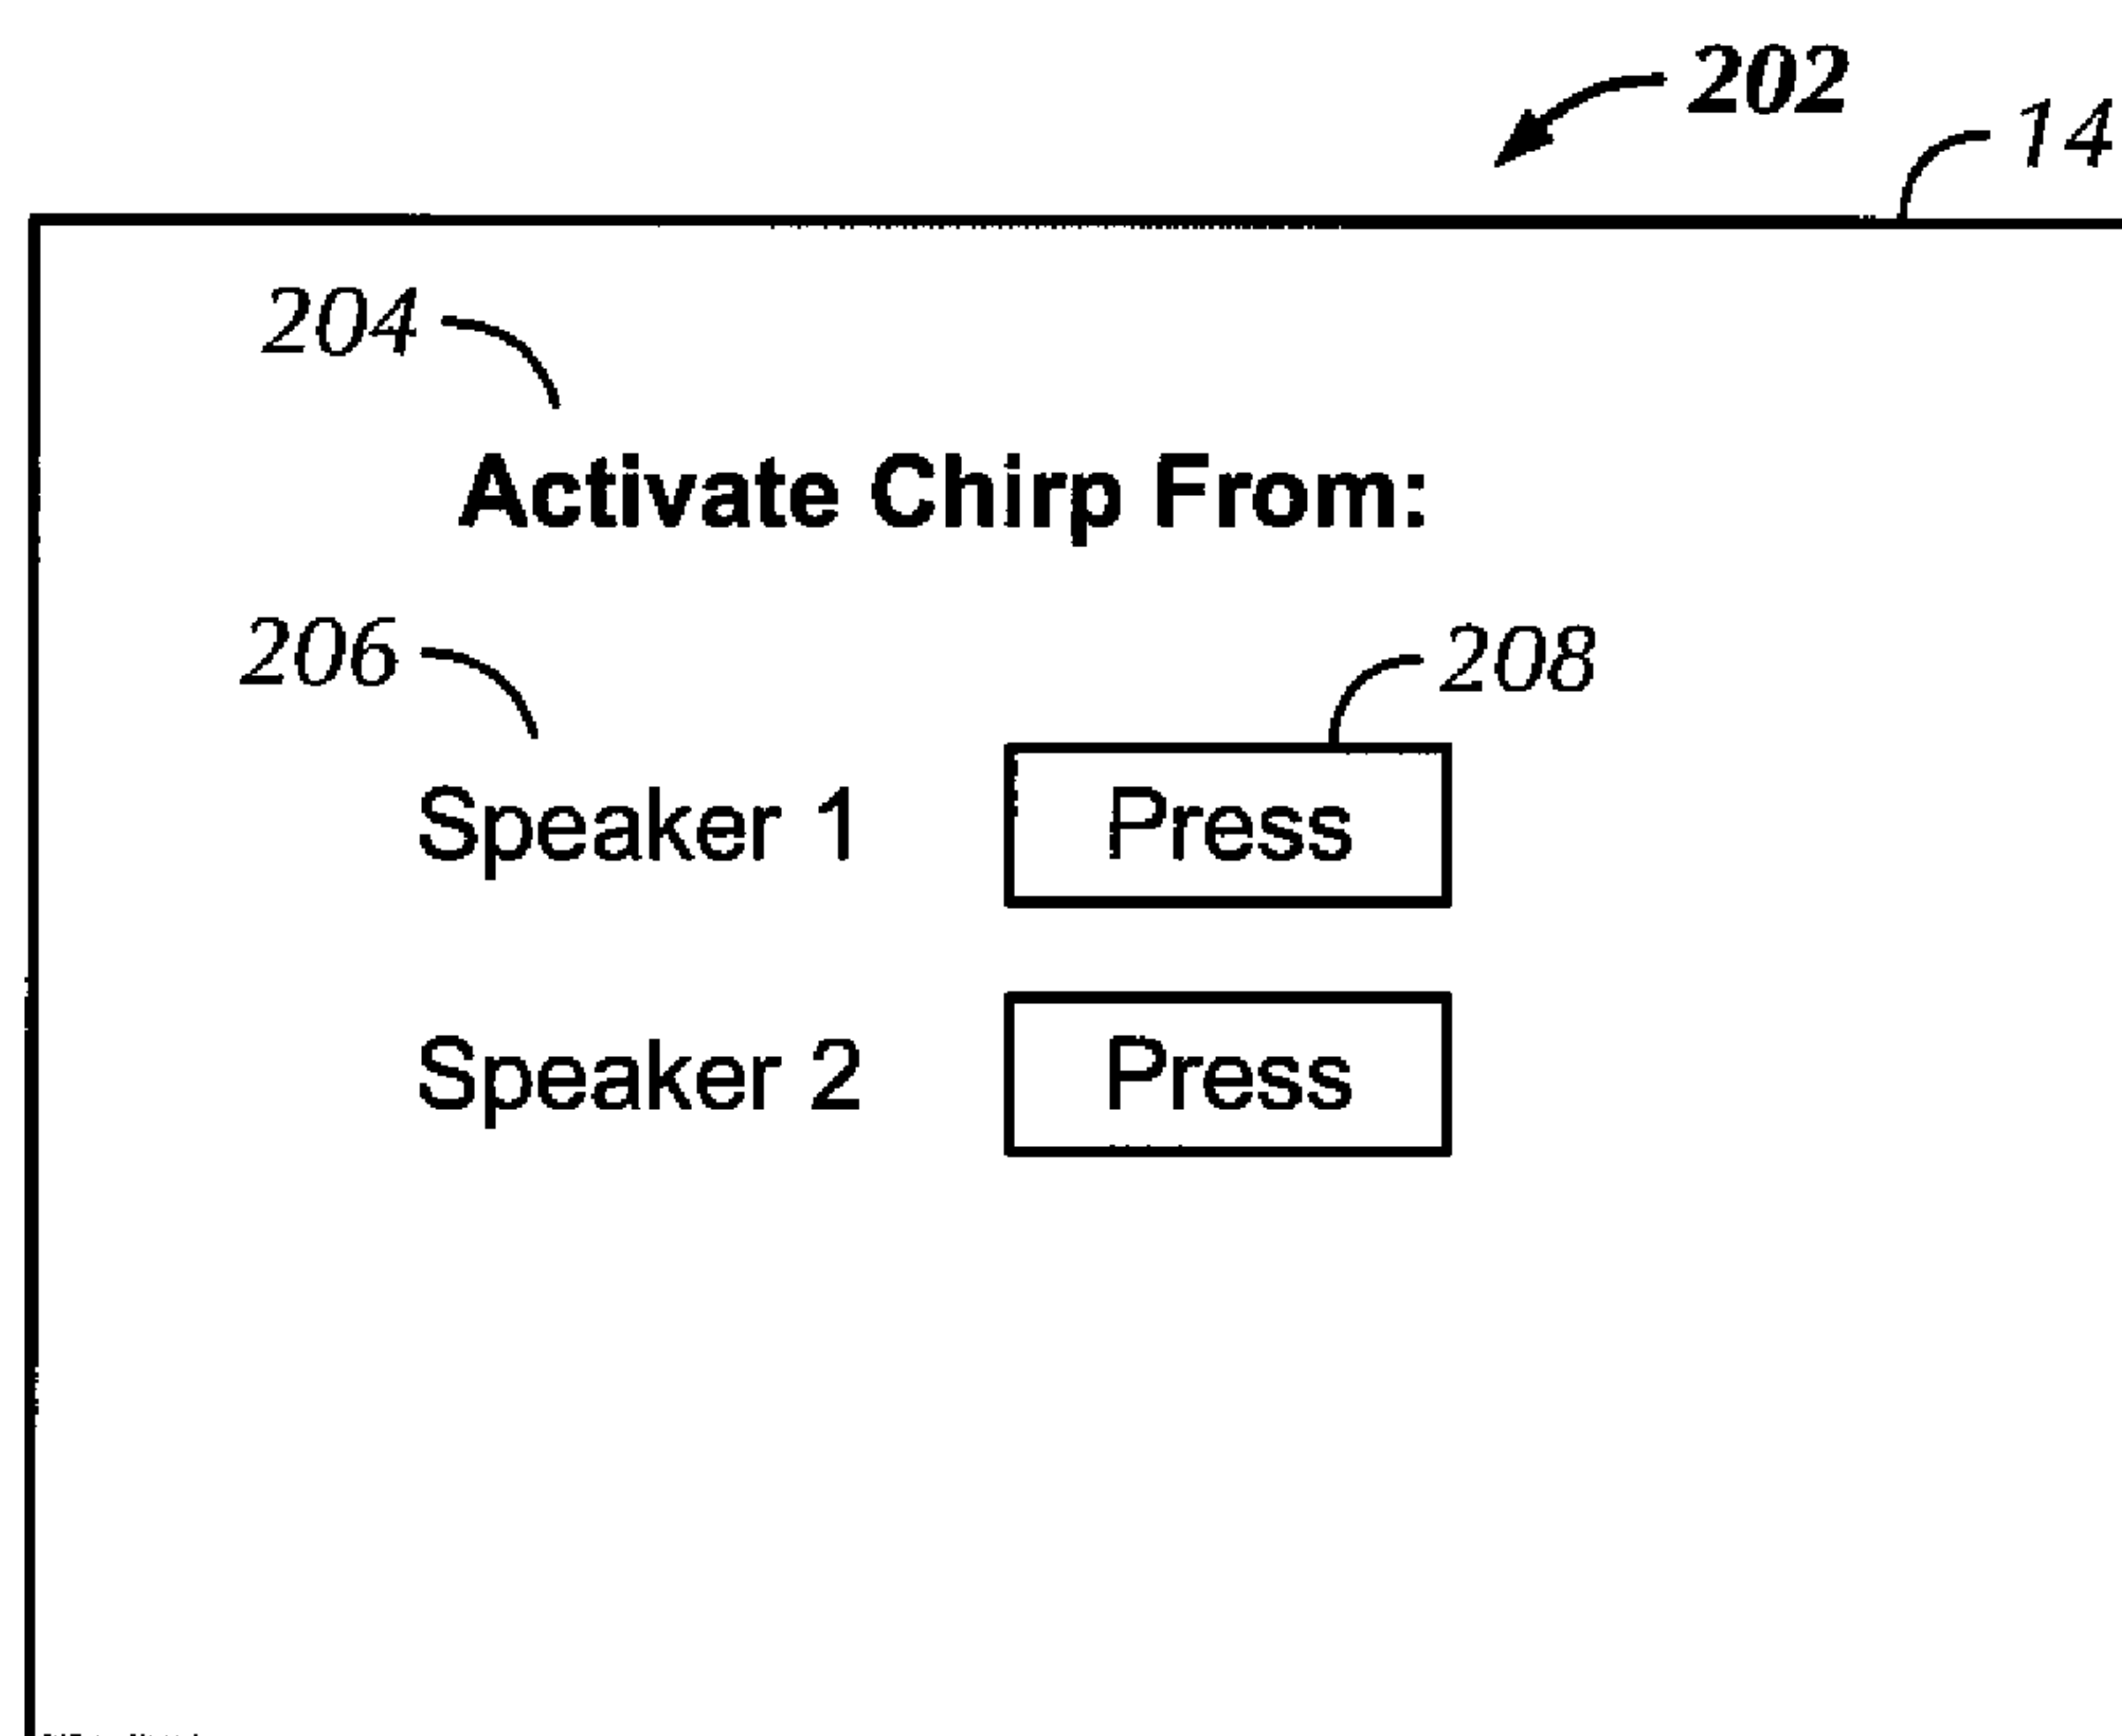 202
14
204
Activate Chirp From:
206
208
Speaker 1 Press
Speaker 2 Press